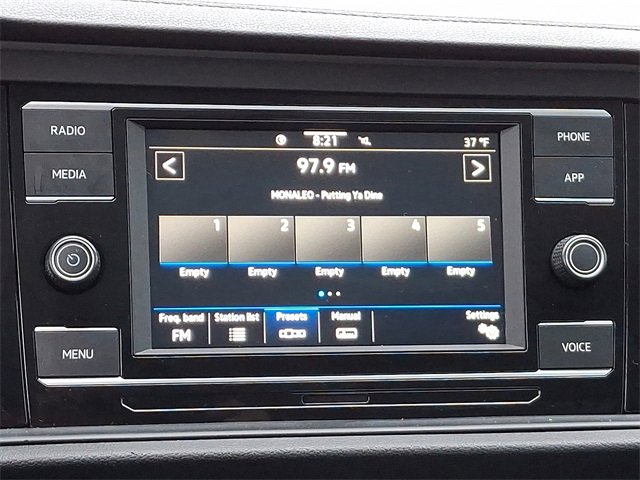 RADIO
MEDIA
MENU
PHONE
APP
VOICE
8:21
37 °F
97.9 FM
MONALEO - Putting Ya Dine
1 2 3 4 5
Empty Empty Empty Empty Empty
Freq. band Station list Presets Manual Settings
FM